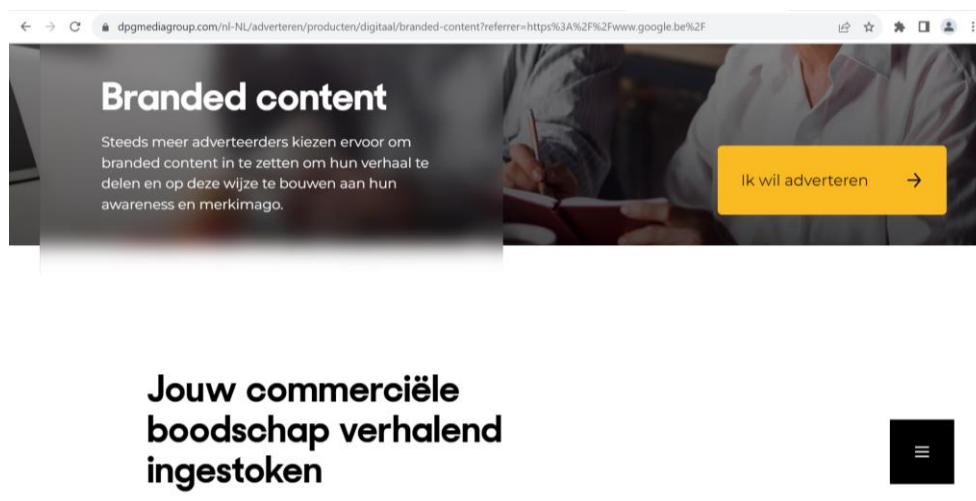 dpgmediagroup.com/nl-NL/adverteren/producten/digitaal/branded-content?referrer=https%3A%2F%2Fwww.google.be%2F
Branded content
Steeds meer adverteerders kiezen ervoor om
branded content in te zetten om hun verhaal te
delen en op deze wijze te bouwen aan hun
awareness en merkimago.
Ik wil adverteren →
Jouw commerciële
boodschap verhalend
ingestoken